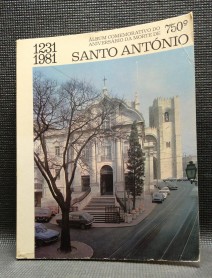 1231
1981
ÁLBUM COMEMORATIVO DO
ANIVERSÁRIO DA MORTE DE
750º
SANTO ANTÓNIO